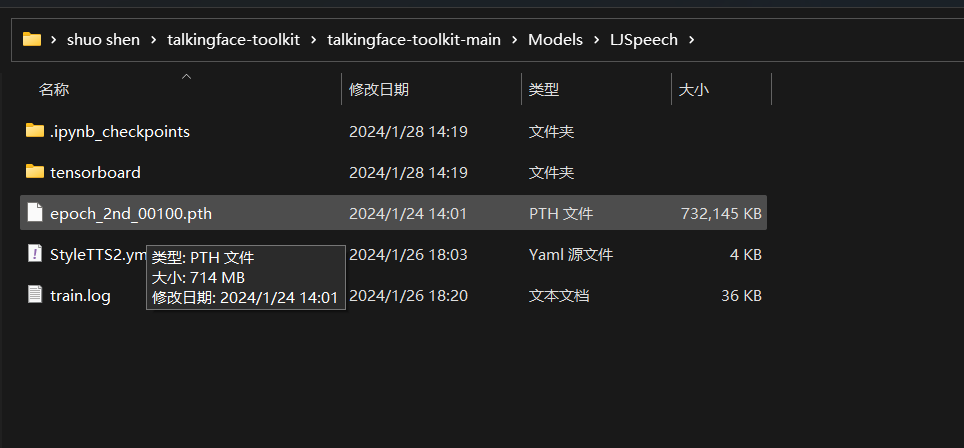 shuo shen > talkingface-toolkit > talkingface-toolkit-main > Models > LJSpeech >
名称 修改日期 类型 大小
.ipynb_checkpoints 2024/1/28 14:19 文件夹
tensorboard 2024/1/28 14:19 文件夹
epoch_2nd_00100.pth 2024/1/24 14:01 PTH 文件 732,145 KB
StyleTTS2.ym 2024/1/26 18:03 Yaml 源文件 4 KB
类型: PTH 文件
大小: 714 MB
修改日期: 2024/1/24 14:01
train.log 2024/1/26 18:20 文本文档 36 KB